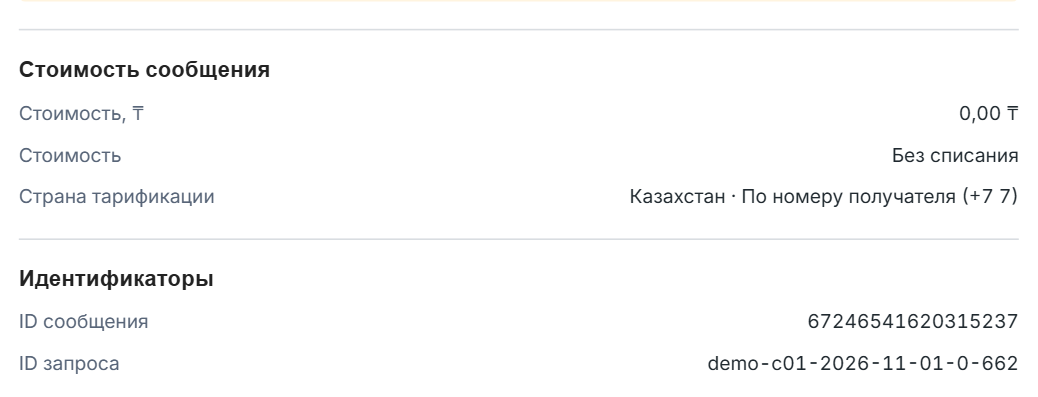 Стоимость сообщения
Стоимость, ₸ 0,00 ₸
Стоимость Без списания
Страна тарификации Казахстан · По номеру получателя (+7 7)
Идентификаторы
ID сообщения 67246541620315237
ID запроса demo-c01-2026-11-01-0-662